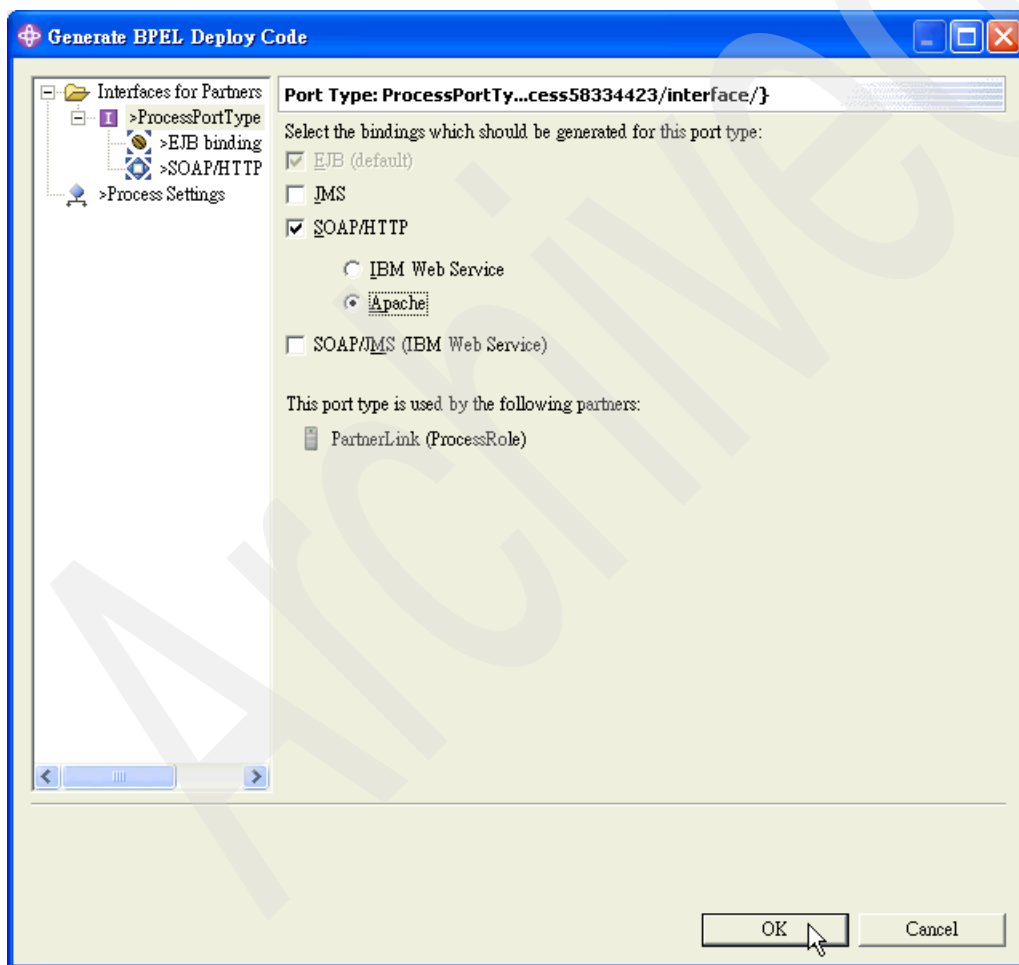 Generate BPEL Deploy Code
Interfaces for Partners
>ProcessPortType
>EJB binding
>SOAP/HTTP
>Process Settings
Port Type: ProcessPortTy...cess58334423/interface/}
Select the bindings which should be generated for this port type:
EJB (default)
JMS
SOAP/HTTP
IBM Web Service
Apache
SOAP/JMS (IBM Web Service)
This port type is used by the following partners:
PartnerLink (ProcessRole)
OK
Cancel